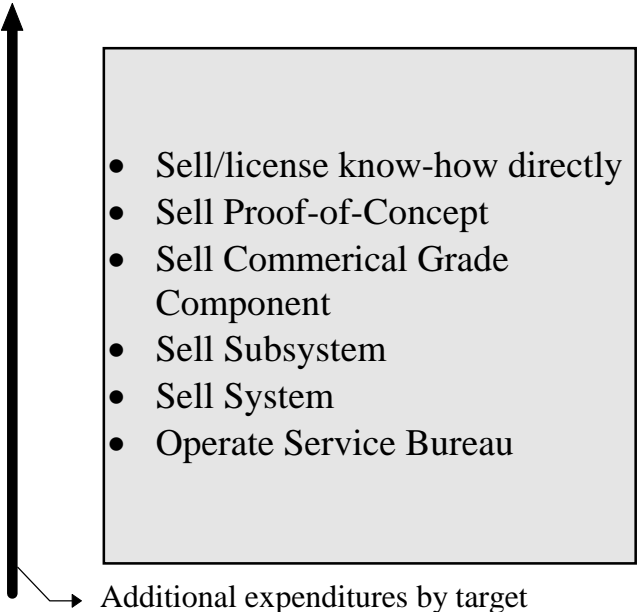 • Sell/license know-how directly
• Sell Proof-of-Concept
• Sell Commerical Grade
Component
• Sell Subsystem
• Sell System
• Operate Service Bureau
Additional expenditures by target